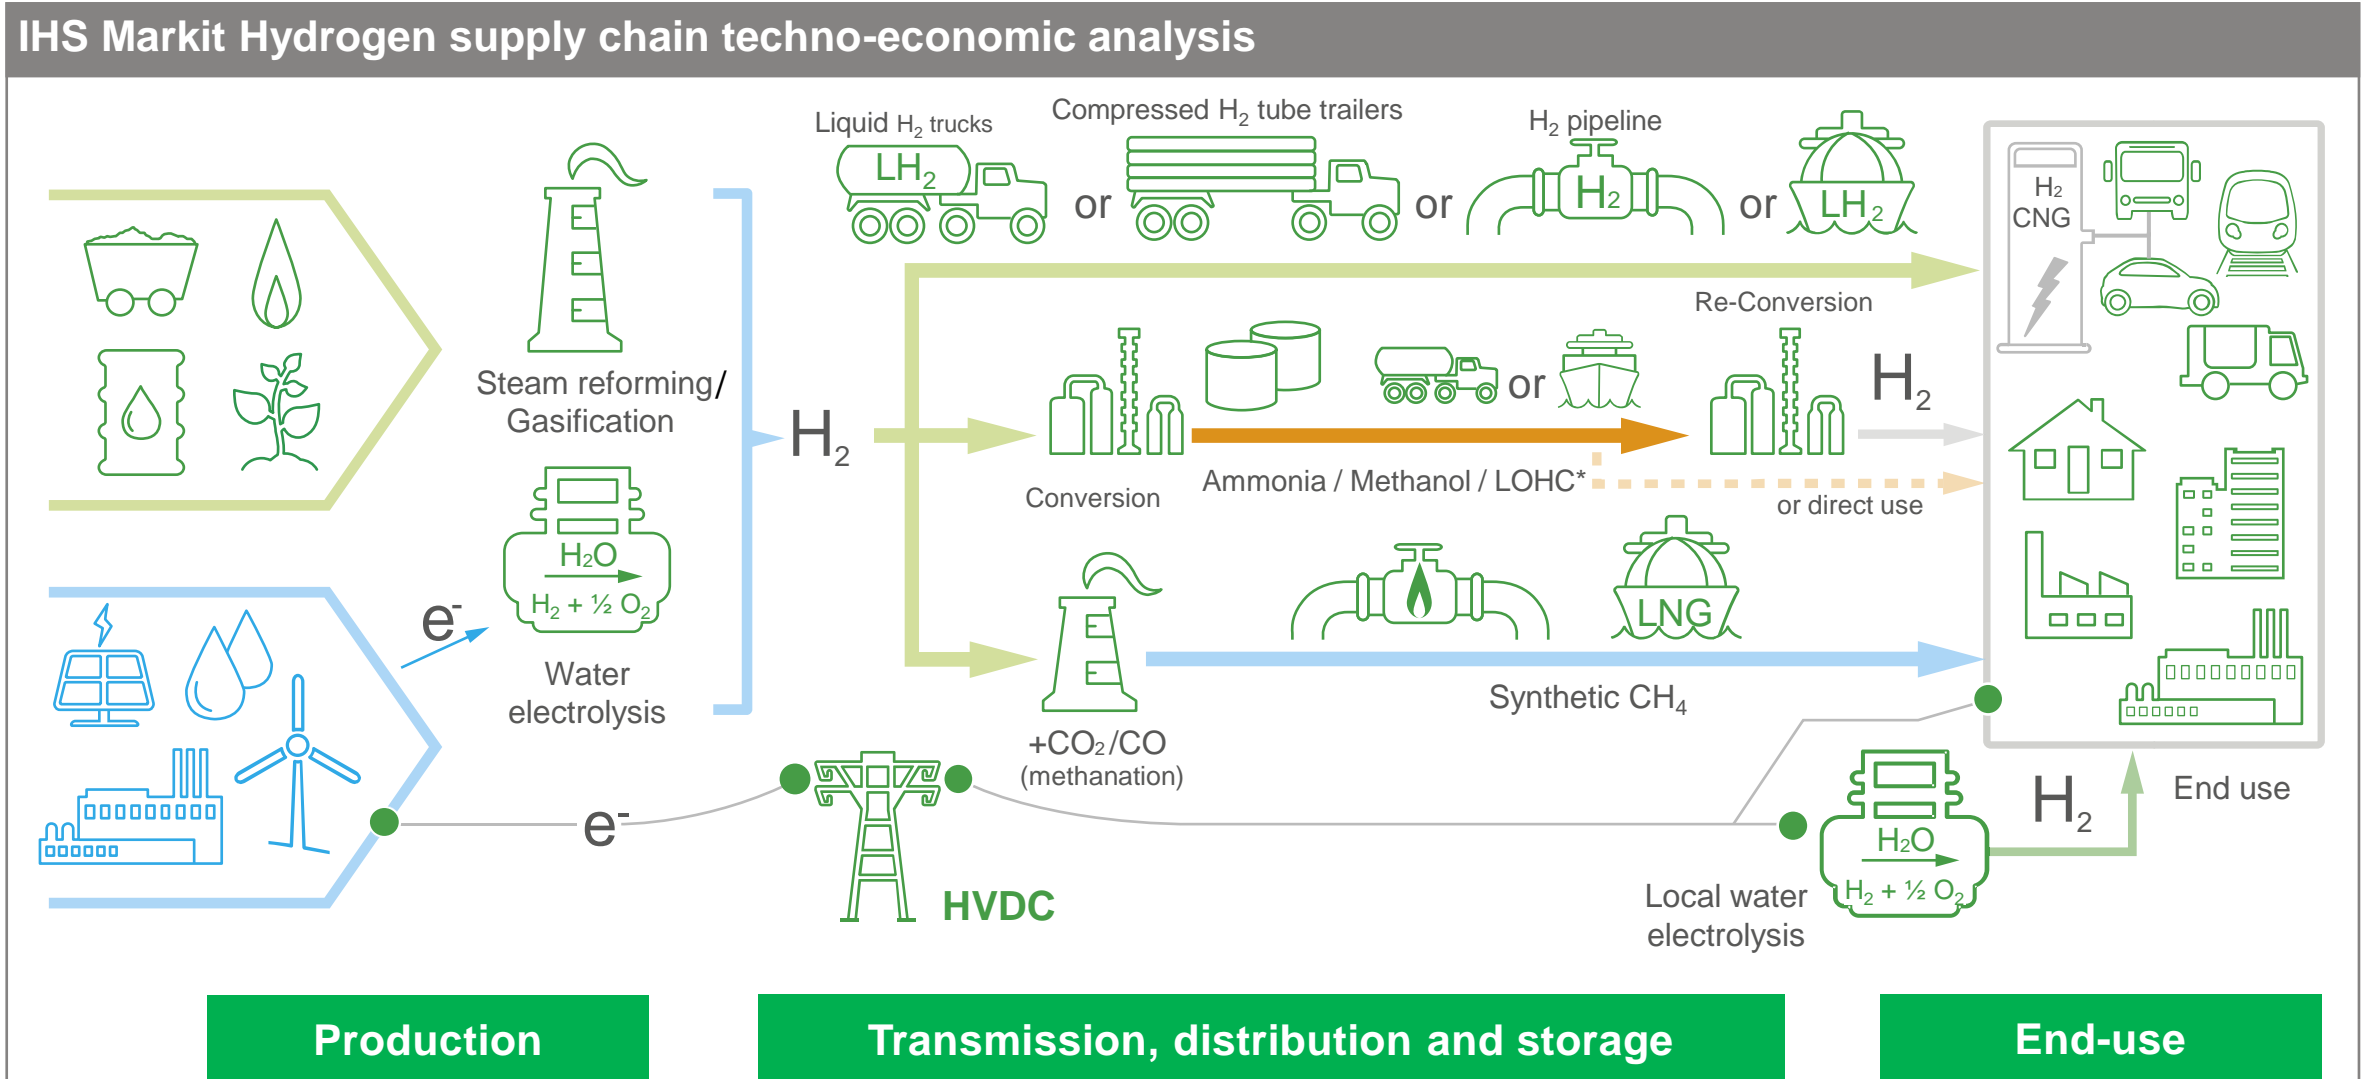 IHS Markit Hydrogen supply chain techno-economic analysis
Liquid H₂ trucks
LH₂
or
Compressed H₂ tube trailers
or
H₂ pipeline
H₂
or
LH₂
H₂
CNG
Steam reforming/
Gasification
H₂
Conversion
or
Ammonia / Methanol / LOHC*
Re-Conversion
H₂
or direct use
e⁻
H₂O
H₂ + ½ O₂
Water
electrolysis
+CO₂/CO
(methanation)
LNG
Synthetic CH₄
e⁻
HVDC
Local water
electrolysis
H₂O
H₂ + ½ O₂
H₂
End use
Production
Transmission, distribution and storage
End-use